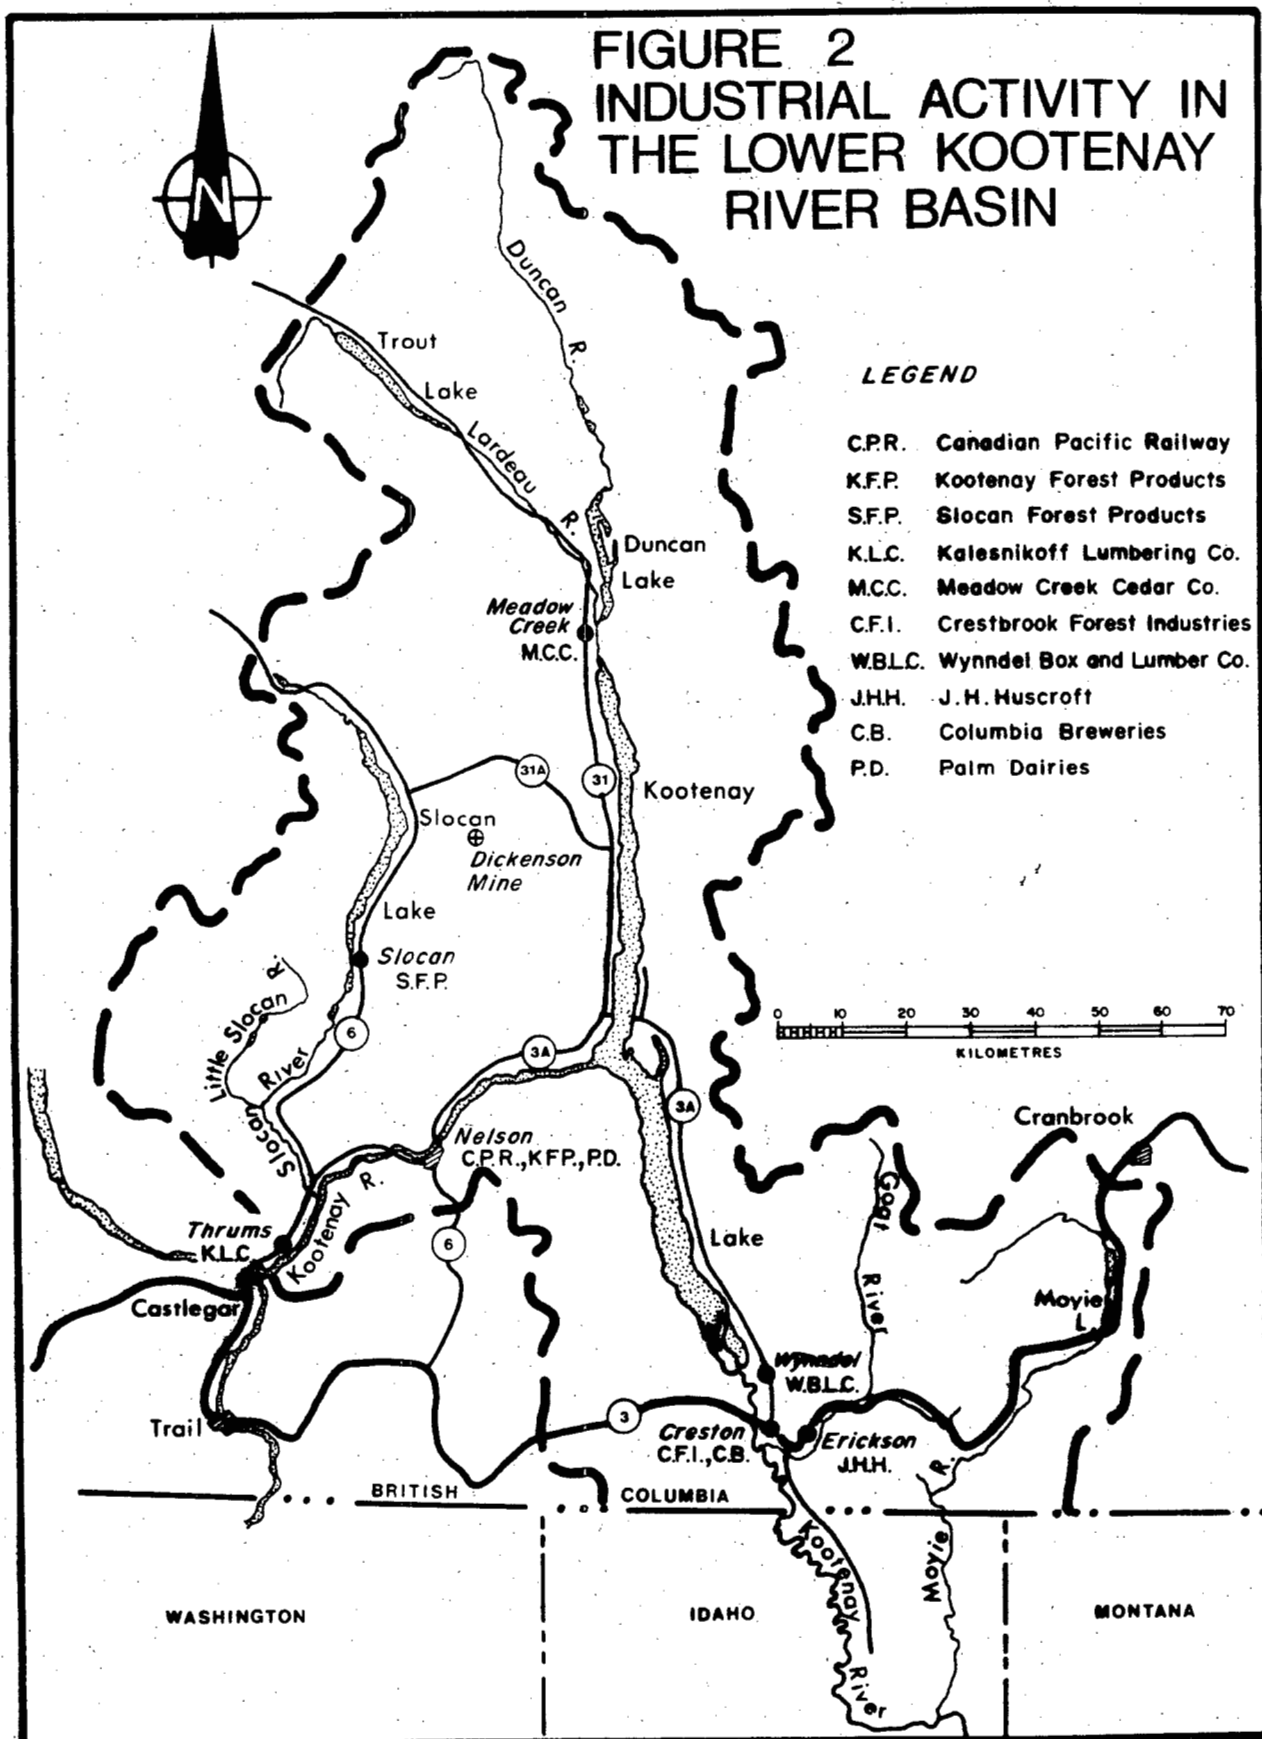 FIGURE 2
INDUSTRIAL ACTIVITY IN
THE LOWER KOOTENAY
RIVER BASIN
N
Duncan R.
Trout
Lake
Lardeau R.
LEGEND
C.P.R. Canadian Pacific Railway
K.F.P. Kootenay Forest Products
S.F.P. Slocan Forest Products
K.L.C. Kalesnikoff Lumbering Co.
M.C.C. Meadow Creek Cedar Co.
C.F.I. Crestbrook Forest Industries
W.B.L.C. Wynndel Box and Lumber Co.
J.H.H. J.H. Huscroft
C.B. Columbia Breweries
P.D. Palm Dairies
Duncan
Lake
Meadow
Creek
M.C.C.
31A
31
Kootenay
Slocan
Dickenson
Mine
Lake
Slocan
S.F.P.
Little Slocan R.
6
Slocan River
3A
0 10 20 30 40 50 60 70
KILOMETRES
3A
Cranbrook
Nelson
C.P.R., K.F.P., P.D.
Goat River
Thrums
K.L.C.
Kootenay R.
6
Lake
Castlegar
Moyie
L.
Wynndel
W.B.L.C.
Trail
3
Creston
C.F.I., C.B.
Erickson
J.H.H.
BRITISH COLUMBIA
Moyie R.
Kootenay River
WASHINGTON
IDAHO
MONTANA